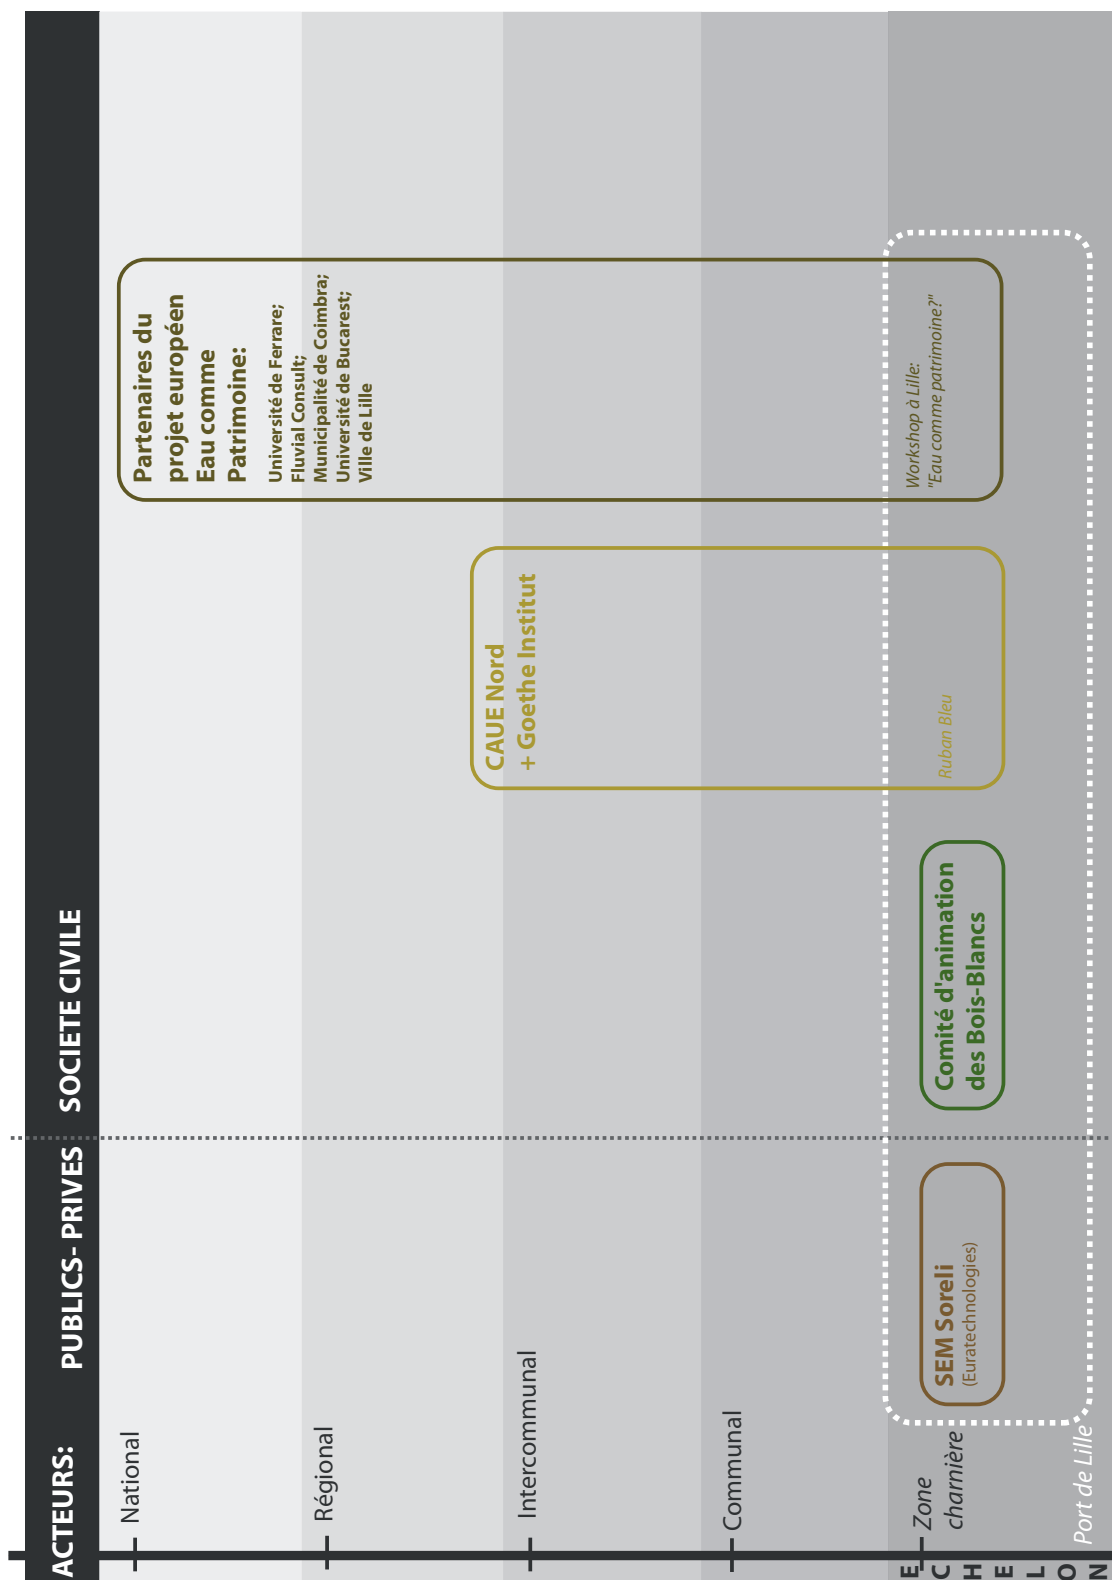 ACTEURS:
PUBLICS- PRIVES
SOCIETE CIVILE
National
Régional
Intercommunal
Communal
Zone
charnière
Port de Lille
ECHELON
Partenaires du
projet européen
Eau comme
Patrimoine:
Université de Ferrare;
Fluvial Consult;
Municipalité de Coimbra;
Université de Bucarest;
Ville de Lille
Workshop à Lille:
"Eau comme patrimoine?"
CAUE Nord
+ Goethe Institut
Ruban Bleu
Comité d'animation
des Bois-Blancs
SEM Soreli
(Euratechnologies)